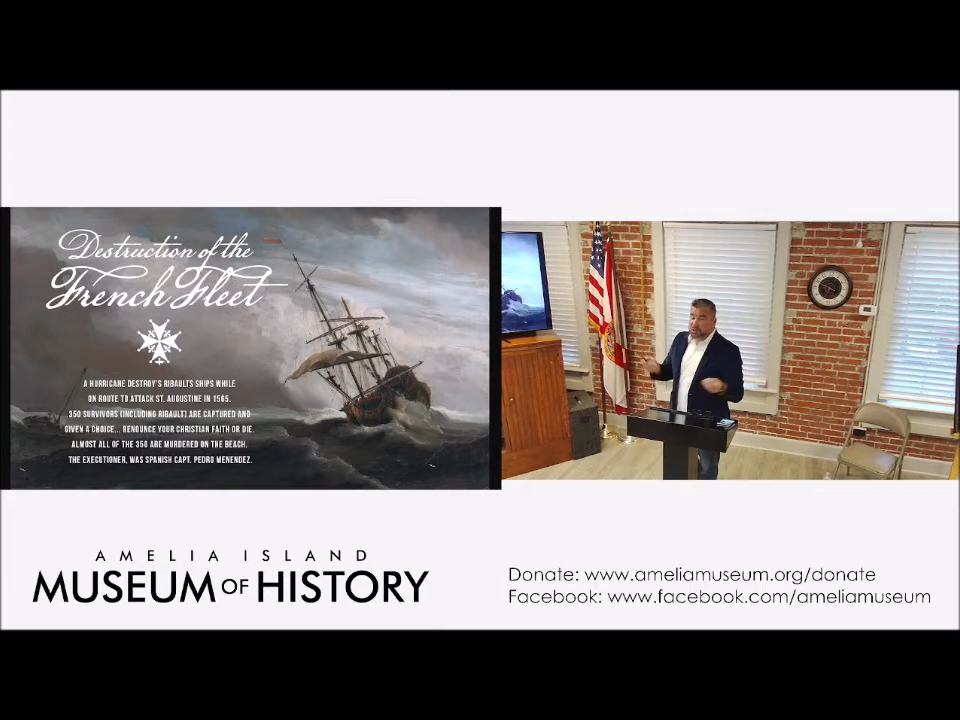 Destruction of the
French Fleet
A HURRICANE DESTROY'S RIBAULTS SHIPS WHILE
ON ROUTE TO ATTACK ST. AUGUSTINE IN 1565.
350 SURVIVORS (INCLUDING RIBAULT) ARE CAPTURED AND
GIVEN A CHOICE... RENOUNCE YOUR CHRISTIAN FAITH OR DIE.
ALMOST ALL OF THE 350 ARE MURDERED ON THE BEACH.
THE EXECUTIONER, WAS SPANISH CAPT. PEDRO MENENDEZ.
AMELIA ISLAND
MUSEUM OF HISTORY
Donate: www.ameliamuseum.org/donate
Facebook: www.facebook.com/ameliamuseum